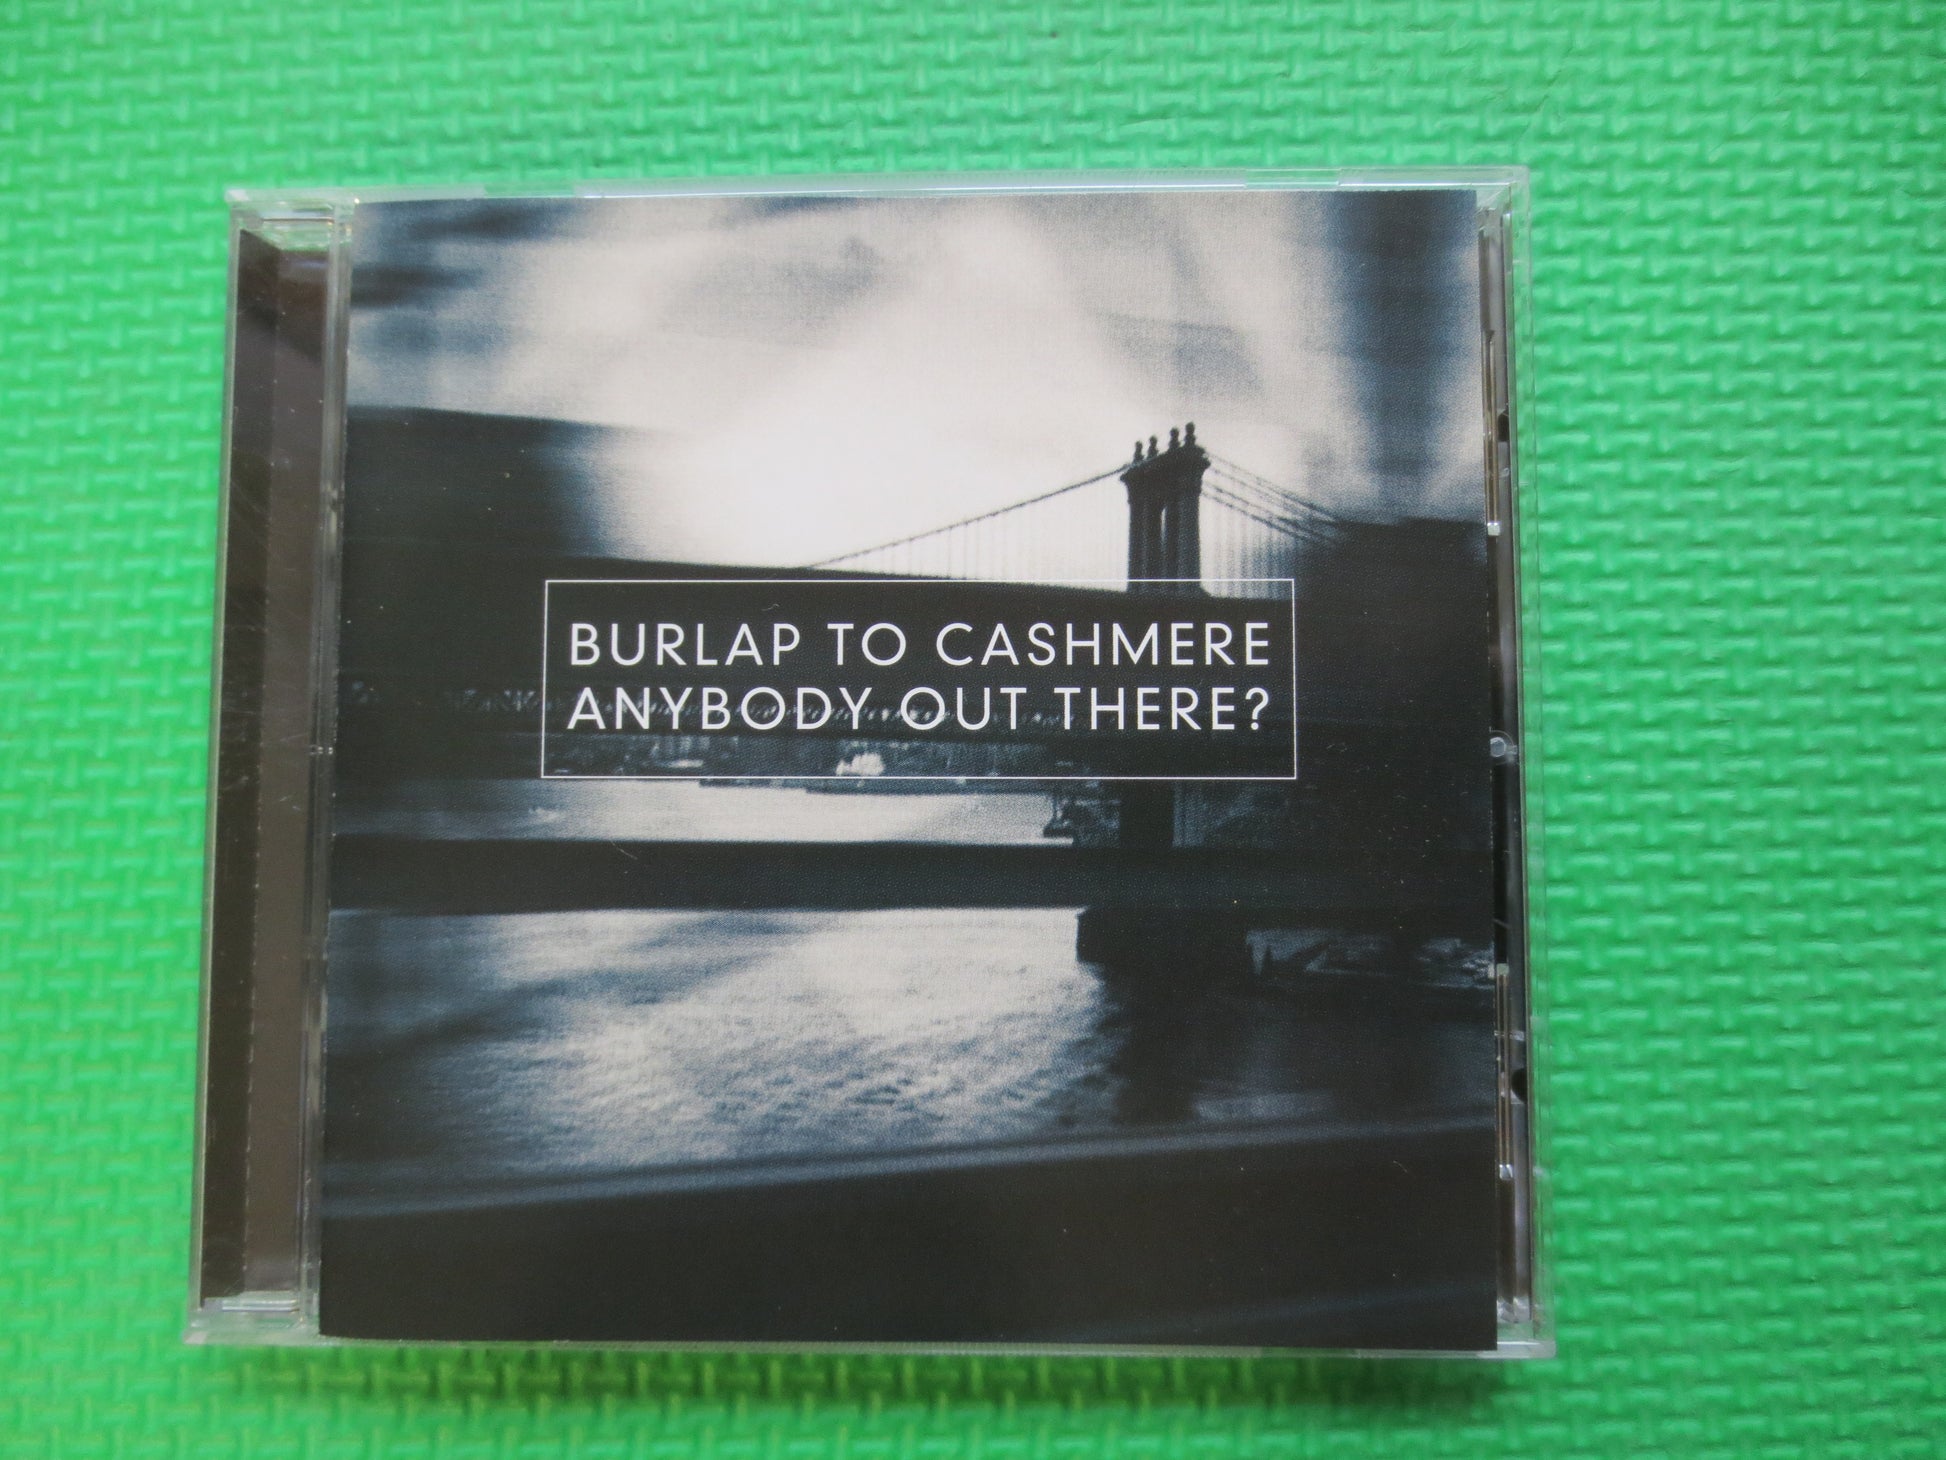 BURLAP TO CASHMERE
ANYBODY OUT THERE?